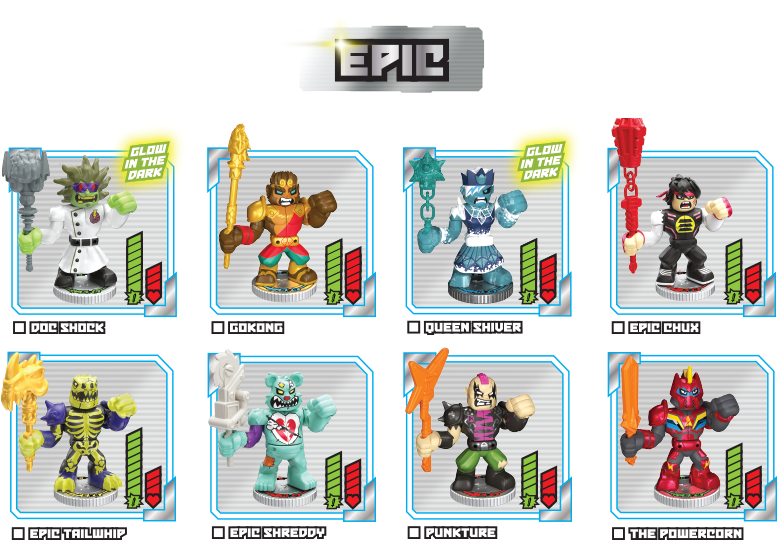 EPIC
GLOW
IN THE
DARK
GLOW
IN THE
DARK
DOC SHOCK
GOKONG
QUEEN SHIVER
EPIC CHUX
EPIC TAILWHIP
EPIC SHREDDY
PUNKTURE
THE POWERCORN